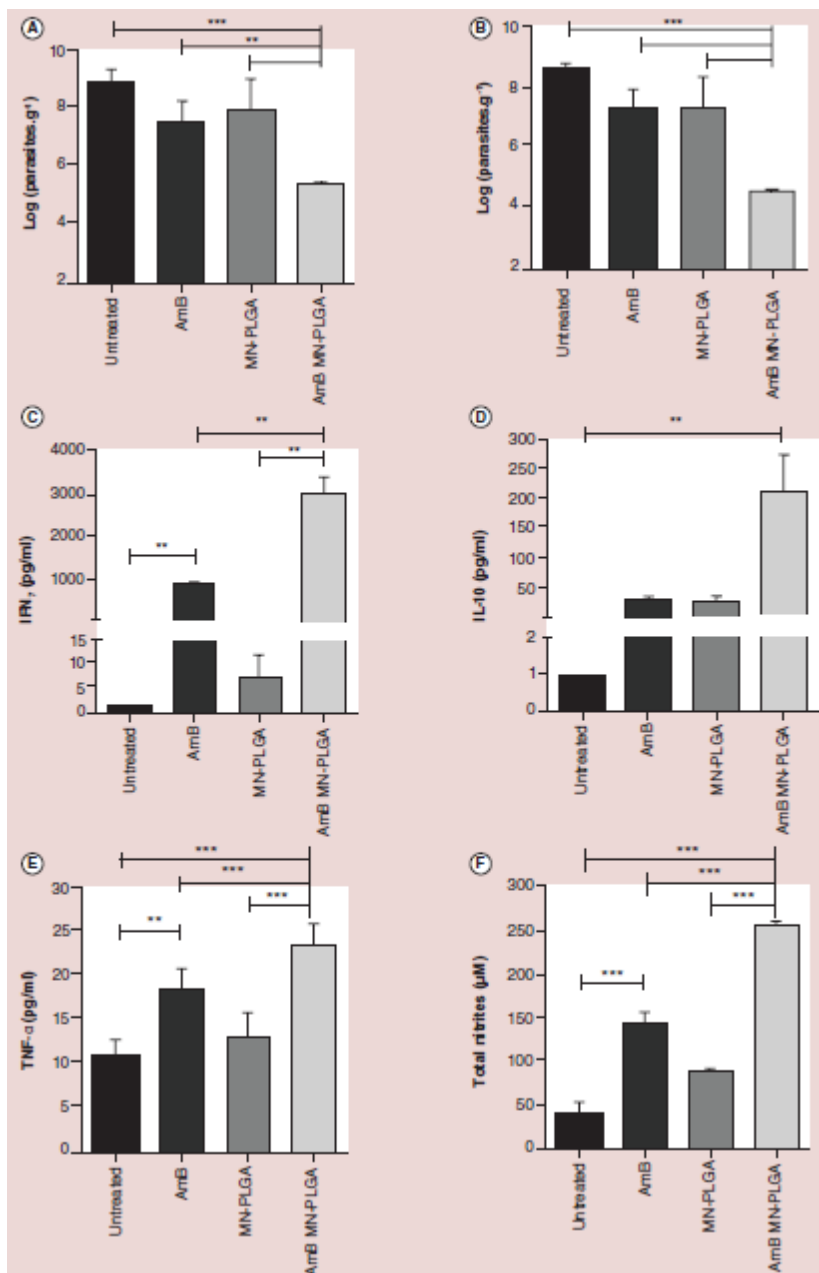 A
***
**
10
8
6
4
2
Log (parasites.g⁻¹)
Untreated
AmB
MN-PLGA
AmB MN-PLGA
B
***
10
8
6
4
2
Log (parasites.g⁻¹)
Untreated
AmB
MN-PLGA
AmB MN-PLGA
C
**
**
**
4000
3000
2000
1000
15
10
5
0
IFNγ (pg/ml)
Untreated
AmB
MN-PLGA
AmB MN-PLGA
D
**
300
250
200
150
100
50
2
1
0
IL-10 (pg/ml)
Untreated
AmB
MN-PLGA
AmB MN-PLGA
E
***
***
***
**
30
25
20
15
10
5
0
TNF-α (pg/ml)
Untreated
AmB
MN-PLGA
AmB MN-PLGA
F
***
***
***
***
300
250
200
150
100
50
0
Total nitrites (µM)
Untreated
AmB
MN-PLGA
AmB MN-PLGA